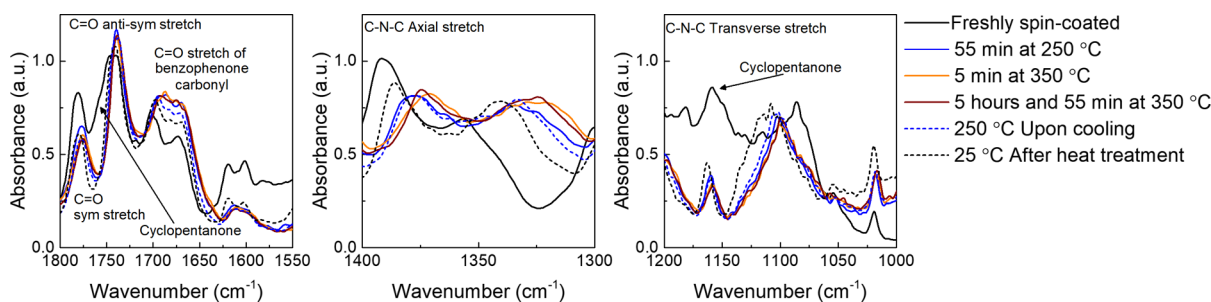 C=O anti-sym stretch
C=O stretch of
benzophenone
carbonyl
C=O
sym stretch
Cyclopentanone
Absorbance (a.u.)
1.0
0.5
0.0
1800 1750 1700 1650 1600 1550
Wavenumber (cm-1)
C-N-C Axial stretch
Absorbance (a.u.)
1.0
0.5
0.0
1400 1350 1300
Wavenumber (cm-1)
C-N-C Transverse stretch
Cyclopentanone
Absorbance (a.u.)
1.0
0.5
0.0
1200 1150 1100 1050 1000
Wavenumber (cm-1)
Freshly spin-coated
55 min at 250 °C
5 min at 350 °C
5 hours and 55 min at 350 °C
250 °C Upon cooling
25 °C After heat treatment